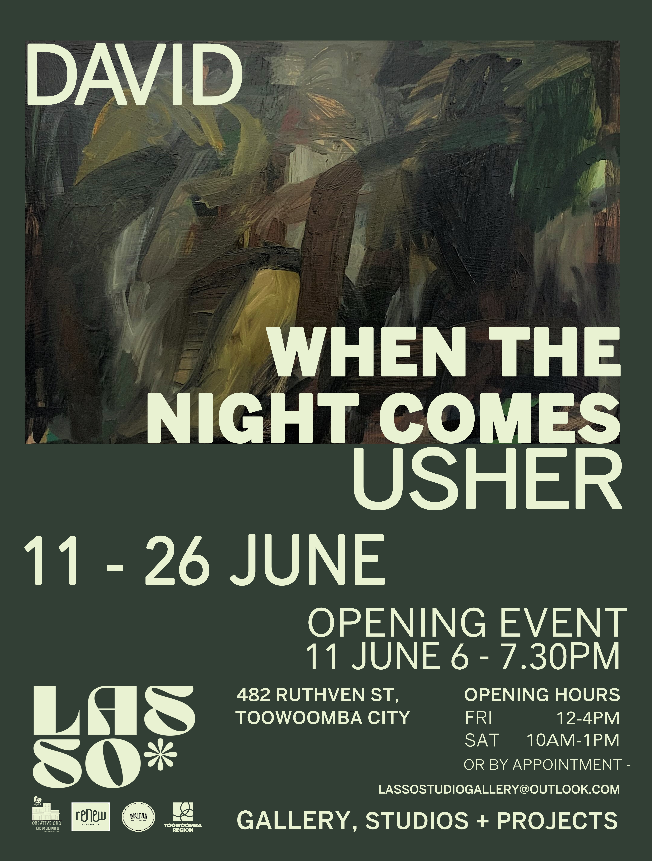 DAVID
WHEN THE
NIGHT COMES
USHER
11 - 26 JUNE
OPENING EVENT
11 JUNE 6 - 7.30PM
LAS
SO*
482 RUTHVEN ST,
TOOWOOMBA CITY
OPENING HOURS
FRI 12-4PM
SAT 10AM-1PM
OR BY APPOINTMENT -
LASSOSTUDIOGALLERY@OUTLOOK.COM
renew
TOOWOOMBA
REGION
GALLERY, STUDIOS + PROJECTS